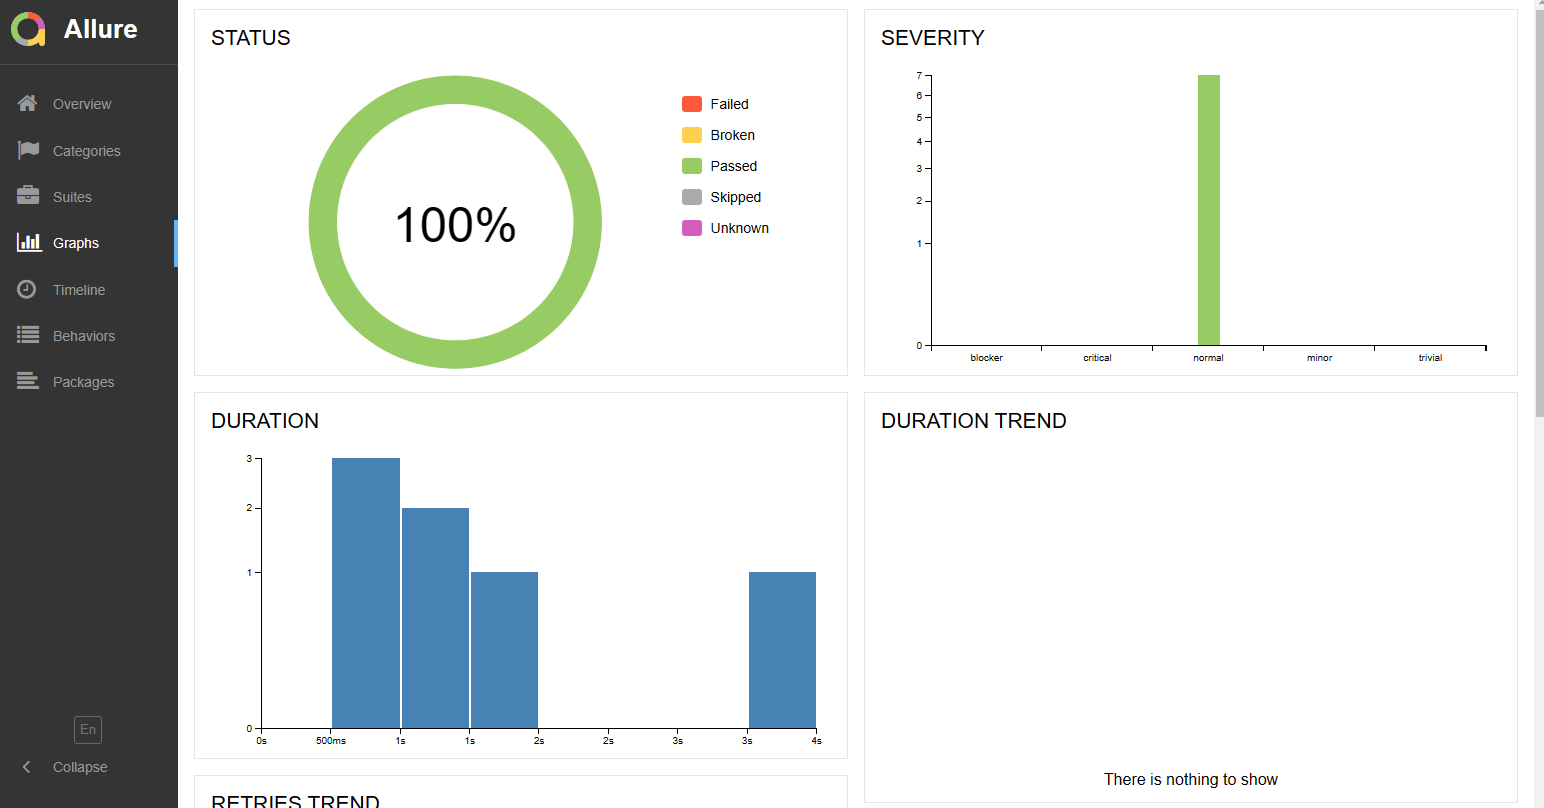 Allure
Overview
Categories
Suites
Graphs
Timeline
Behaviors
Packages
En
Collapse
STATUS
100%
Failed
Broken
Passed
Skipped
Unknown
SEVERITY
7
6
5
4
3
2
1
0
blocker critical normal minor trivial
DURATION
3
2
1
0
0s 500ms 1s 1s 2s 2s 3s 3s 4s
DURATION TREND
There is nothing to show
RETRIES TREND